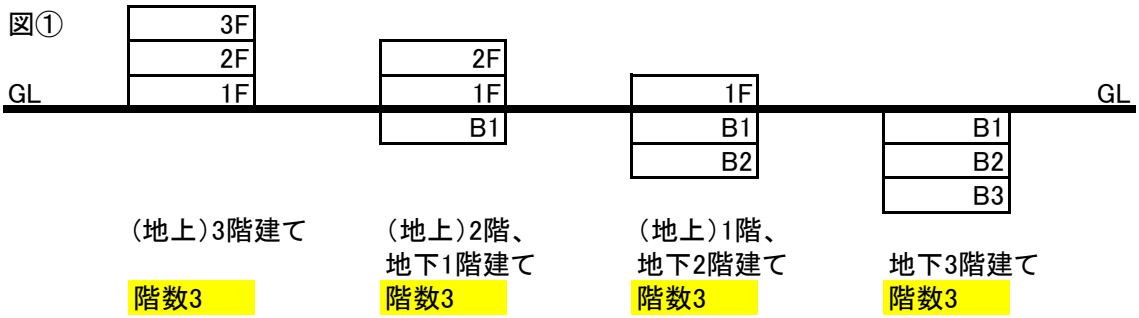 図①
3F
2F
2F
GL
1F
1F
1F
GL
B1
B1
B1
B2
B2
B3
(地上)3階建て
(地上)2階、
地下1階建て
(地上)1階、
地下2階建て
地下3階建て
階数3
階数3
階数3
階数3